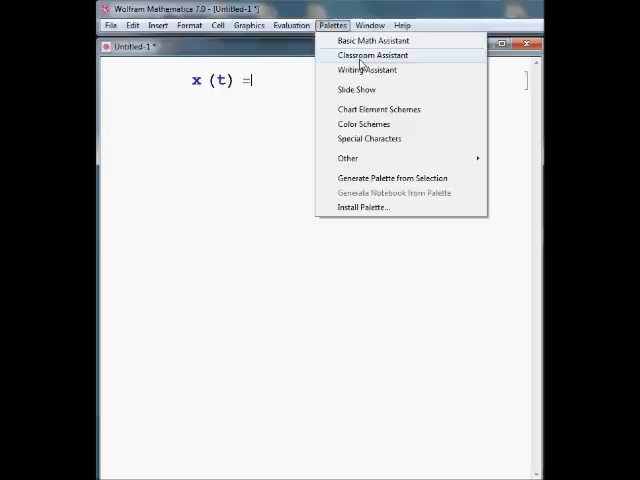 Wolfram Mathematica 7.0 - [Untitled-1 *]
File Edit Insert Format Cell Graphics Evaluation Palettes Window Help
Untitled-1 *
x (t) =
Basic Math Assistant
Classroom Assistant
Writing Assistant
Slide Show
Chart Element Schemes
Color Schemes
Special Characters
Other
Generate Palette from Selection
Generate Notebook from Palette
Install Palette...